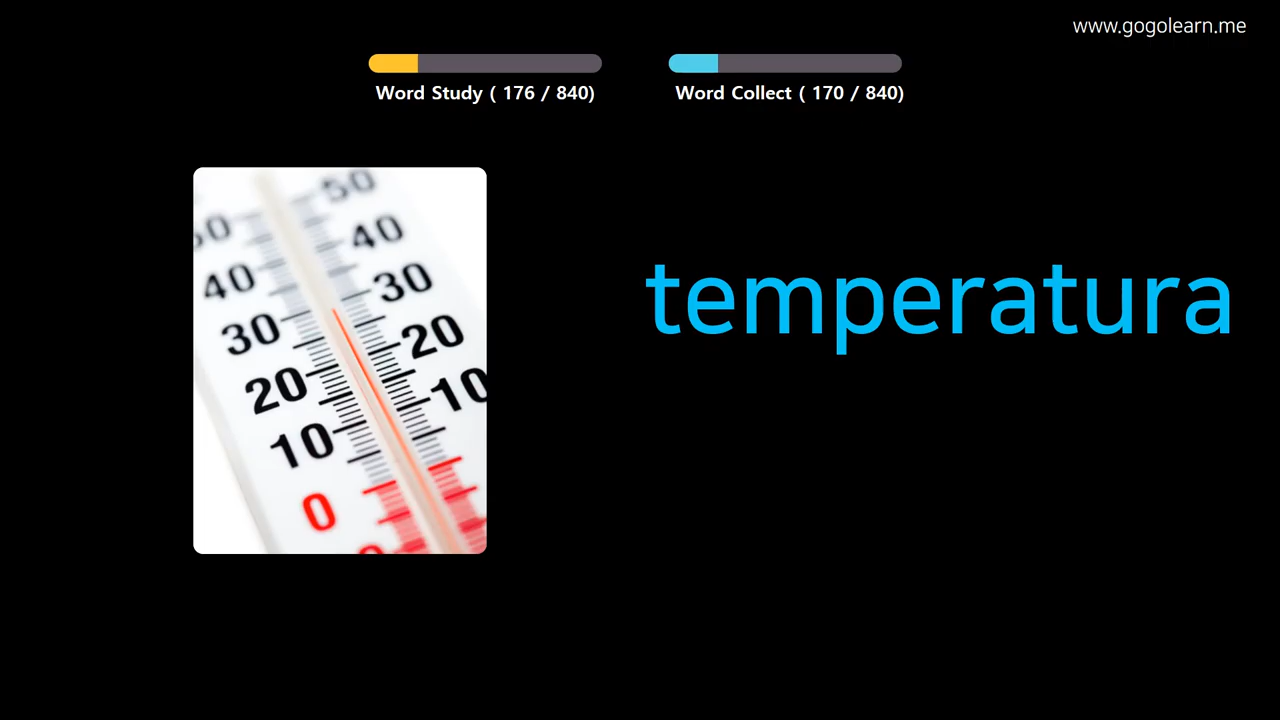 www.gogolearn.me
Word Study ( 176 / 840)
Word Collect ( 170 / 840)
temperatura
50
40
40
30
30
20
20
10
10
0